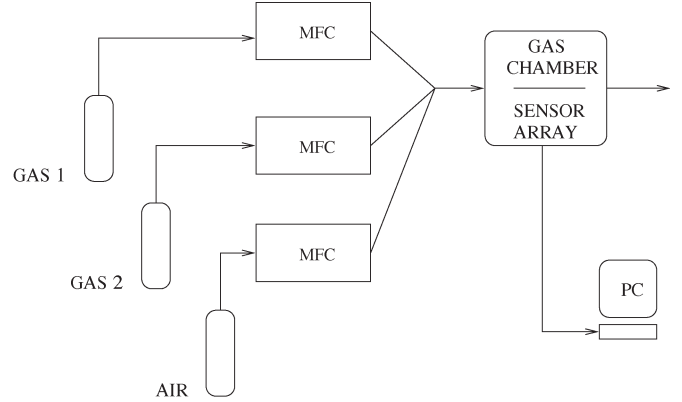 MFC
GAS
CHAMBER
SENSOR
ARRAY
MFC
GAS 1
MFC
GAS 2
PC
AIR